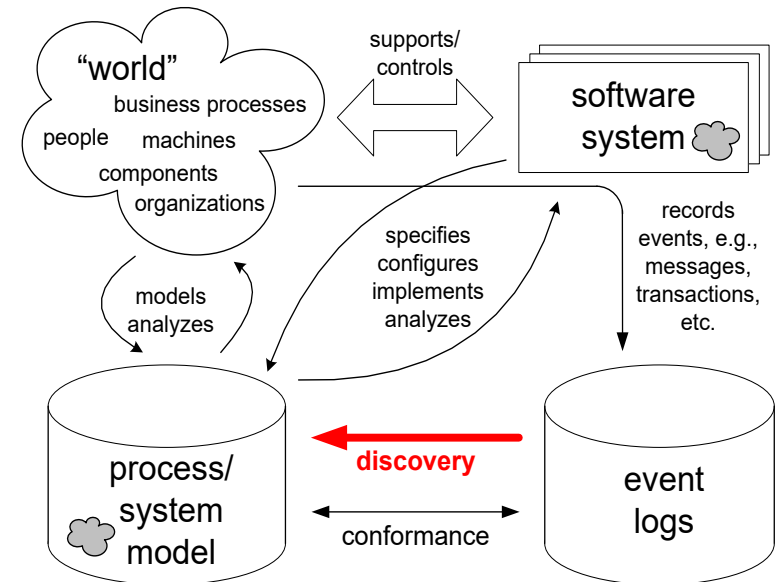 “world”
business processes
people
machines
components
organizations
supports/
controls
software
system
specifies
configures
implements
analyzes
records
events, e.g.,
messages,
transactions,
etc.
models
analyzes
process/
system
model
discovery
conformance
event
logs